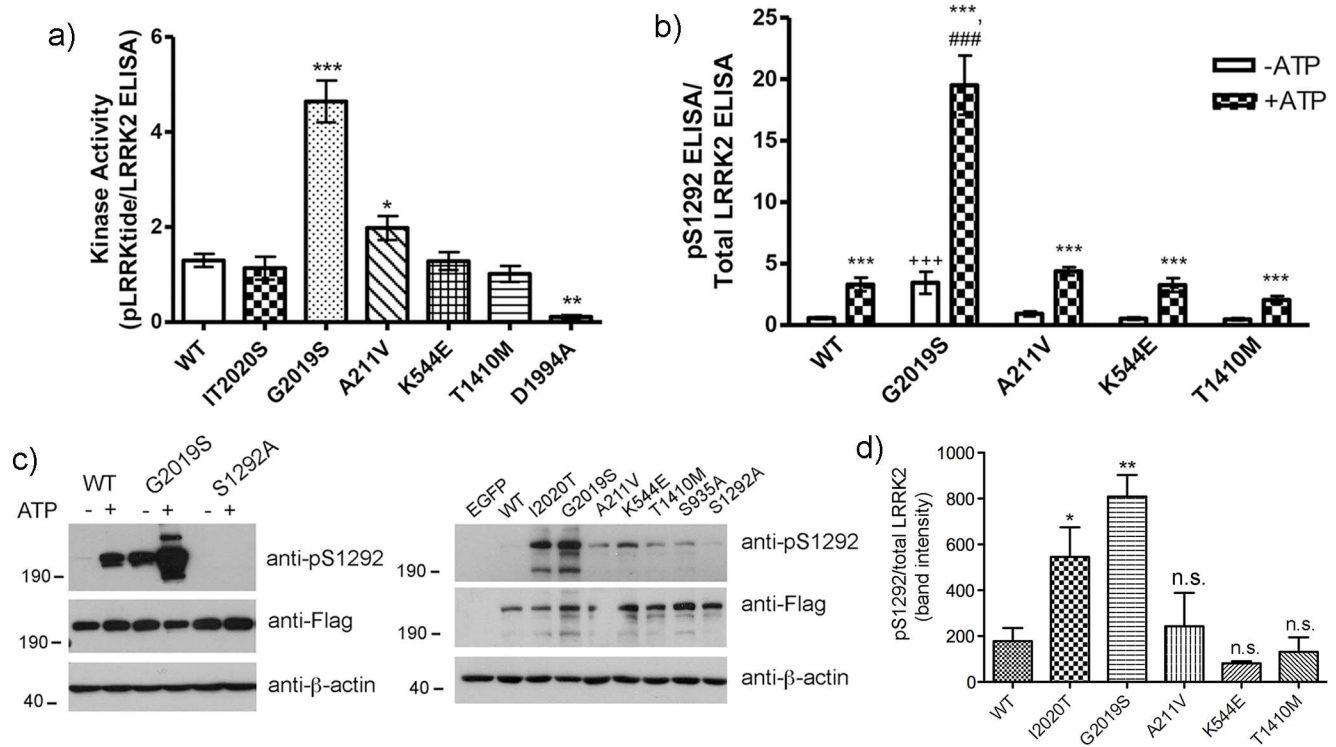 a)
Kinase Activity
(pLRRKtide/LRRK2 ELISA)
6
4
2
0
***
*
**
WT
IT2020S
G2019S
A211V
K544E
T1410M
D1994A
b)
pS1292 ELISA/
Total LRRK2 ELISA
25
20
15
10
5
0
***,
###
***
+++
***
***
***
-ATP
+ATP
WT
G2019S
A211V
K544E
T1410M
c)
WT G2019S S1292A
ATP - + - + - +
190
anti-pS1292
190
anti-Flag
40
anti-β-actin
EGFP WT I2020T G2019S A211V K544E T1410M S935A S1292A
190
anti-pS1292
190
anti-Flag
40
anti-β-actin
d)
pS1292/total LRRK2
(band intensity)
1000
800
600
400
200
0
*
**
n.s.
n.s.
n.s.
WT
I2020T
G2019S
A211V
K544E
T1410M